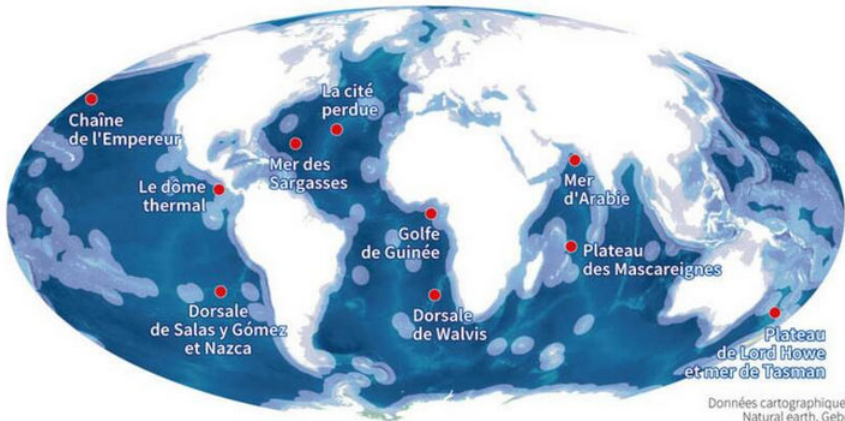 La cité
perdue
Chaîne
de l'Empereur
Mer des
Sargasses
Le dôme
thermal
Mer
d'Arabie
Golfe
de Guinée
Plateau
des Mascareignes
Dorsale
de Salas y Gómez
et Nazca
Dorsale
de Walvis
Plateau
de Lord Howe
et mer de Tasman
Données cartographique
Natural earth, Geb